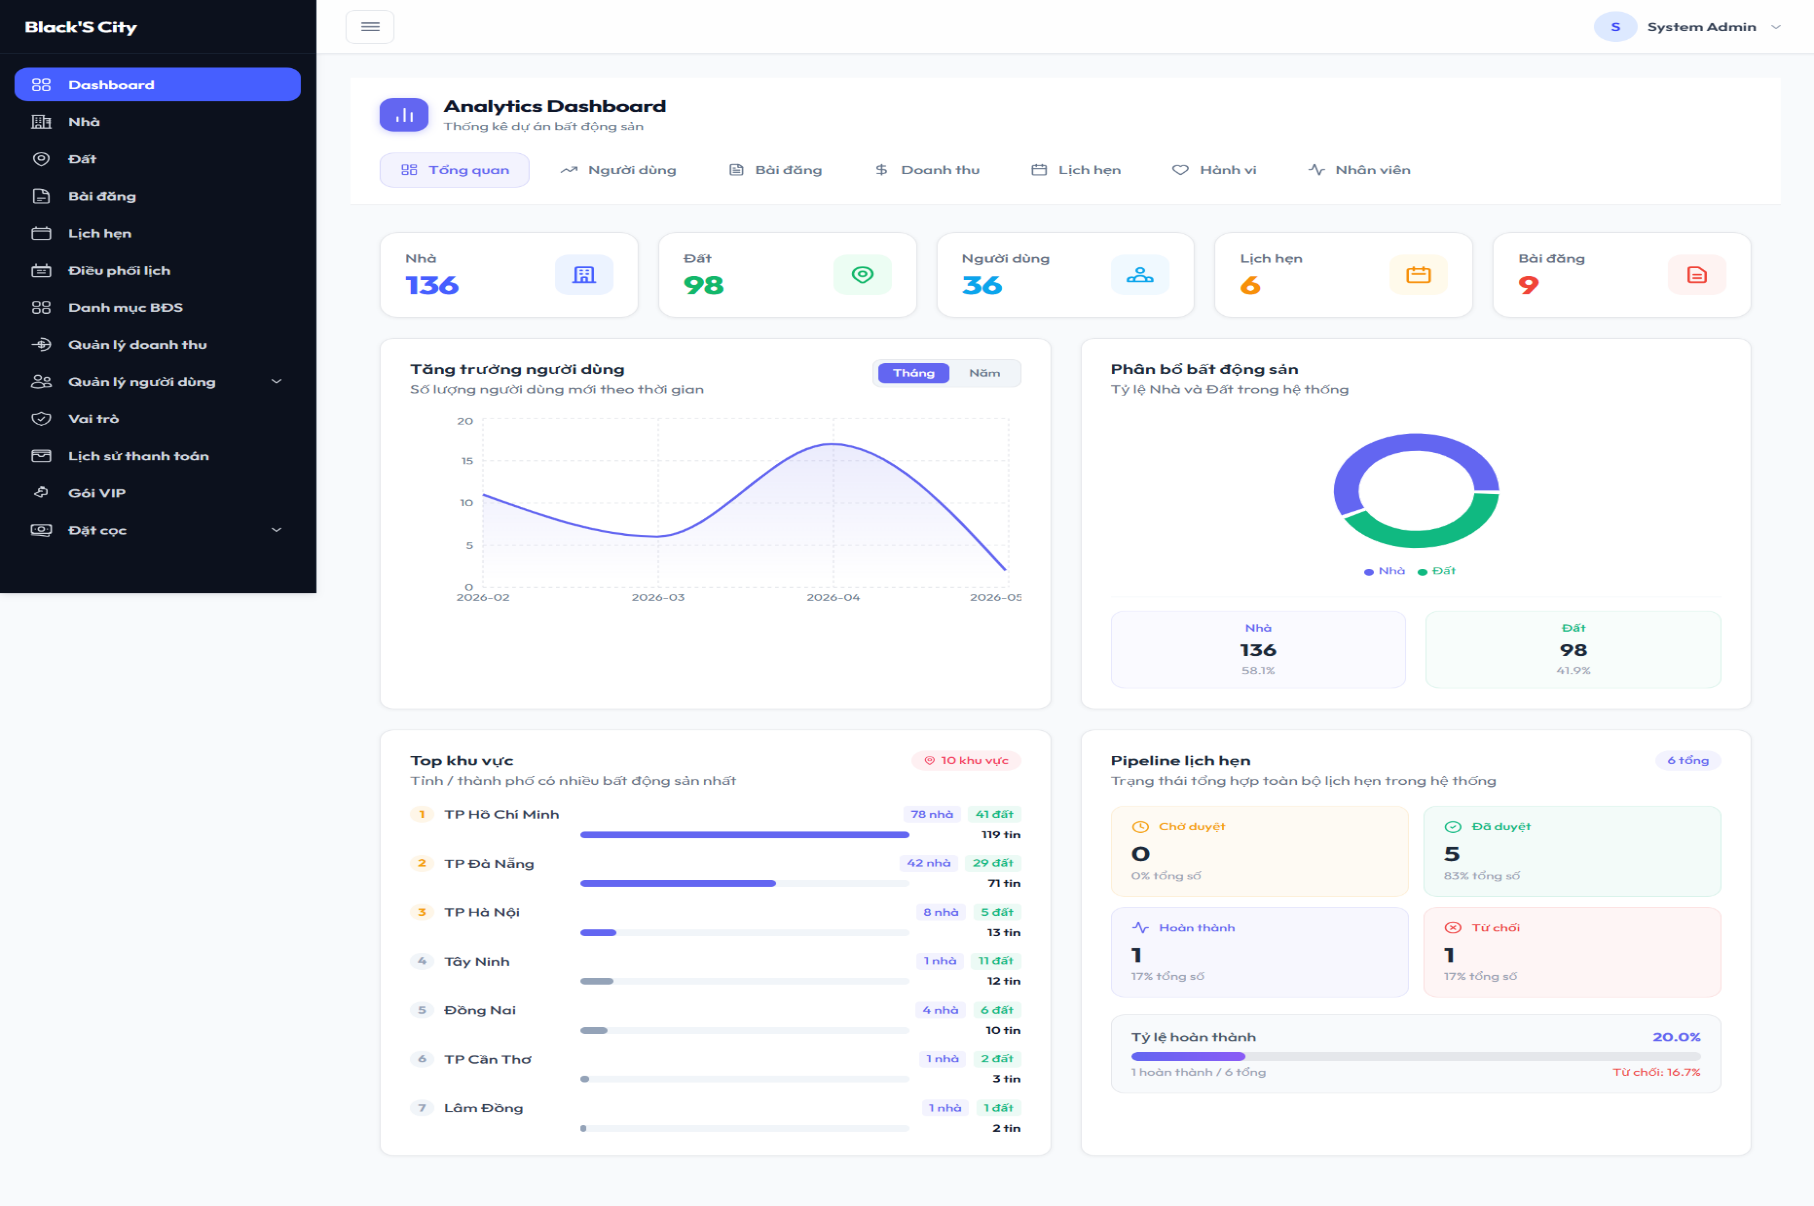 Black'S City
S System Admin
Dashboard
Nhà
Đất
Bài đăng
Lịch hẹn
Điều phối lịch
Danh mục BĐS
Quản lý doanh thu
Quản lý người dùng
Vai trò
Lịch sử thanh toán
Gói VIP
Đặt cọc
Analytics Dashboard
Thống kê dự án bất động sản
Tổng quan Người dùng Bài đăng Doanh thu Lịch hẹn Hành vi Nhân viên
Nhà
136
Đất
98
Người dùng
36
Lịch hẹn
6
Bài đăng
9
Tăng trưởng người dùng
Số lượng người dùng mới theo thời gian
Tháng Năm
20
15
10
5
0
2026-02 2026-03 2026-04 2026-05
Phân bổ bất động sản
Tỷ lệ Nhà và Đất trong hệ thống
Nhà Đất
Nhà
136
58.1%
Đất
98
41.9%
Top khu vực
Tỉnh / thành phố có nhiều bất động sản nhất
10 khu vực
1 TP Hồ Chí Minh 78 nhà 41 đất
119 tin
2 TP Đà Nẵng 42 nhà 29 đất
71 tin
3 TP Hà Nội 8 nhà 5 đất
13 tin
4 Tây Ninh 1 nhà 11 đất
12 tin
5 Đồng Nai 4 nhà 6 đất
10 tin
6 TP Cần Thơ 1 nhà 2 đất
3 tin
7 Lâm Đồng 1 nhà 1 đất
2 tin
Pipeline lịch hẹn
Trạng thái tổng hợp toàn bộ lịch hẹn trong hệ thống
6 tổng
Chờ duyệt
0
0% tổng số
Đã duyệt
5
83% tổng số
Hoàn thành
1
17% tổng số
Từ chối
1
17% tổng số
Tỷ lệ hoàn thành 20.0%
1 hoàn thành / 6 tổng Từ chối: 16.7%